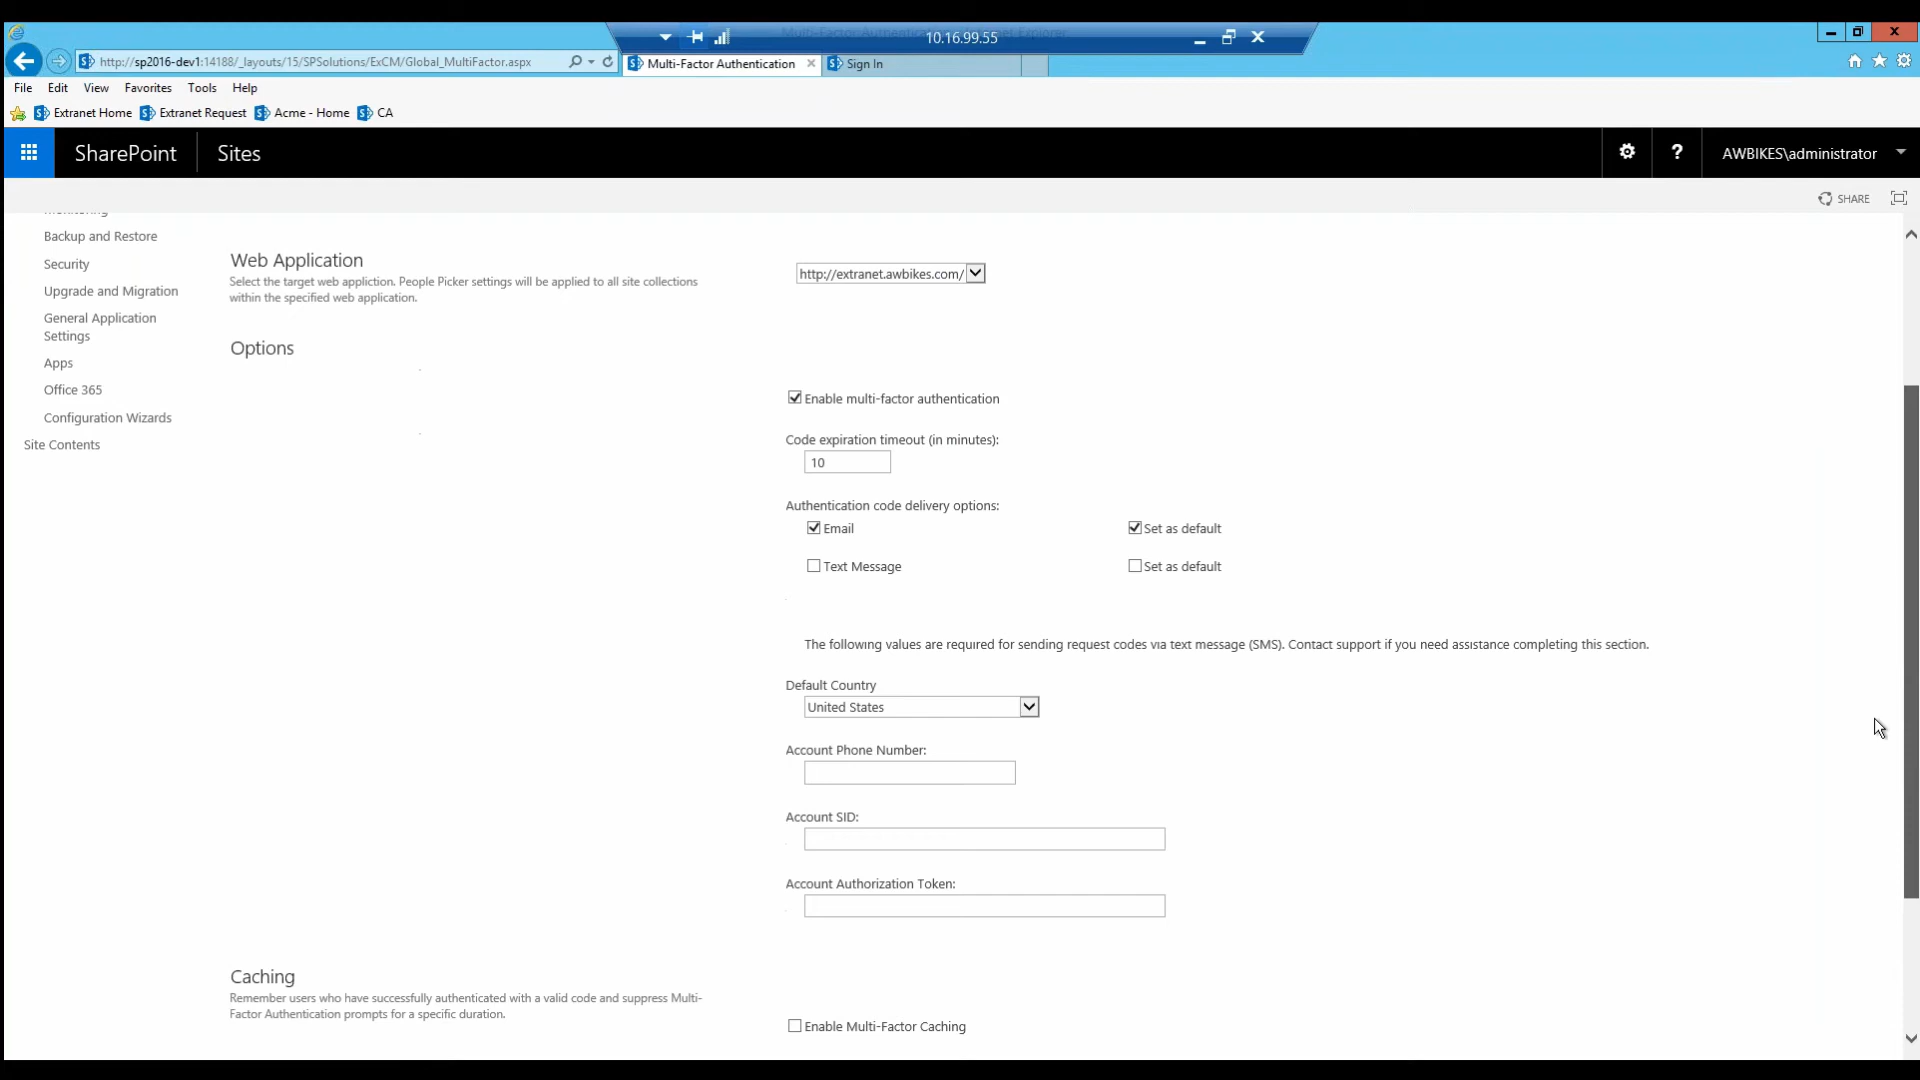 10.16.99.55
http://sp2016-dev1:14188/_layouts/15/SPSolutions/ExCM/Global_MultiFactor.aspx
Multi-Factor Authentication
Sign In
File Edit View Favorites Tools Help
Extranet Home Extranet Request Acme - Home CA
SharePoint Sites ? AWBIKES\administrator
SHARE
Monitoring
Backup and Restore
Security
Upgrade and Migration
General Application
Settings
Apps
Office 365
Configuration Wizards
Site Contents
Web Application
Select the target web appliction. People Picker settings will be applied to all site collections
within the specified web application.
http://extranet.awbikes.com/
Options
Enable multi-factor authentication
Code expiration timeout (in minutes):
10
Authentication code delivery options:
Email Set as default
Text Message Set as default
The following values are required for sending request codes via text message (SMS). Contact support if you need assistance completing this section.
Default Country
United States
Account Phone Number:
Account SID:
Account Authorization Token:
Caching
Remember users who have successfully authenticated with a valid code and suppress Multi-
Factor Authentication prompts for a specific duration.
Enable Multi-Factor Caching